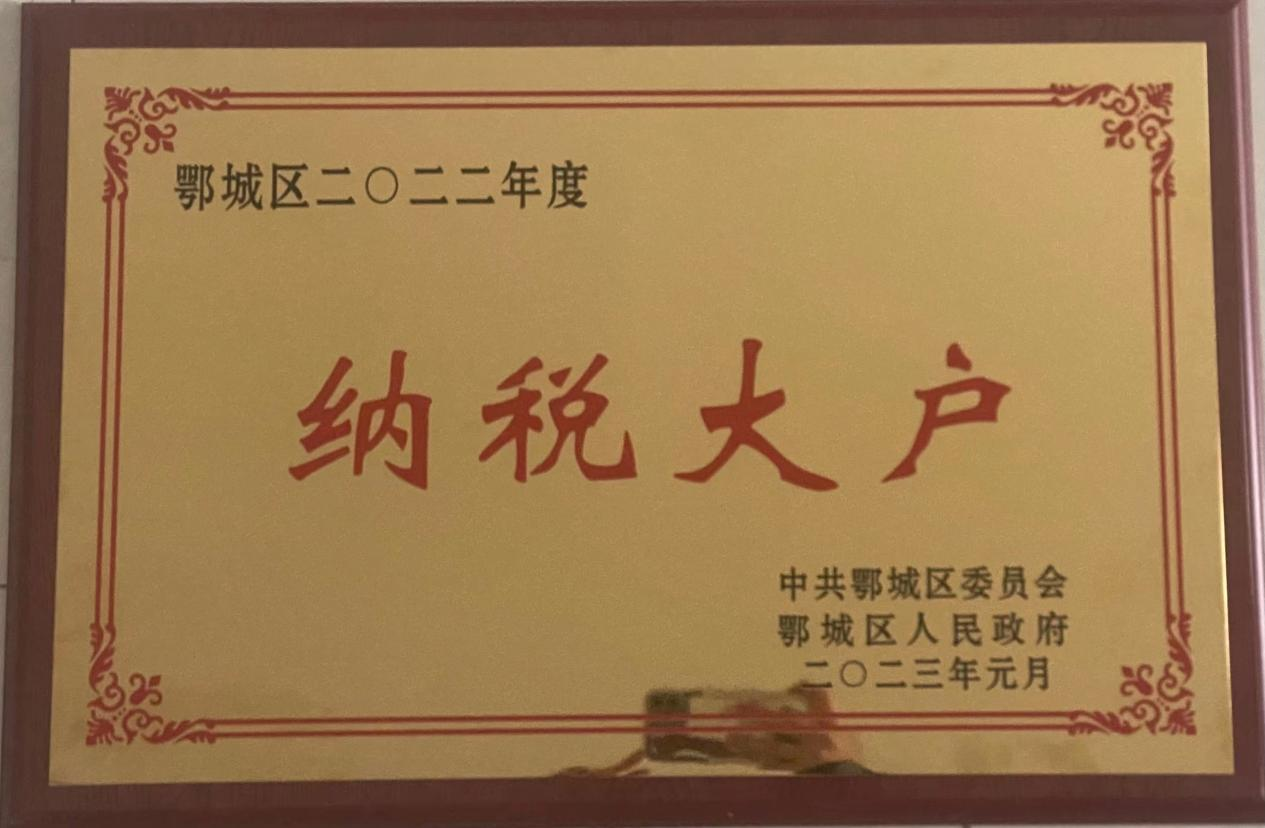 鄂城区二〇二二年度
纳税大户
中共鄂城区委员会
鄂城区人民政府
二〇二三年元月